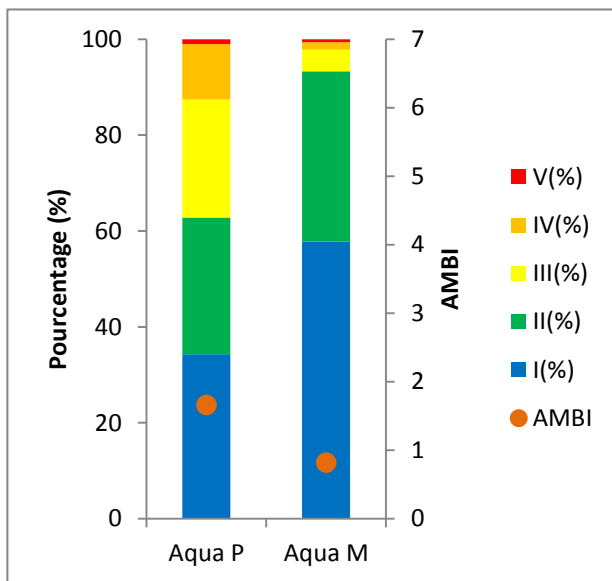 Pourcentage (%)
100
80
60
40
20
0
7
6
5
4
3
2
1
0
AMBI
Aqua P
Aqua M
V(%)
IV(%)
III(%)
II(%)
I(%)
AMBI